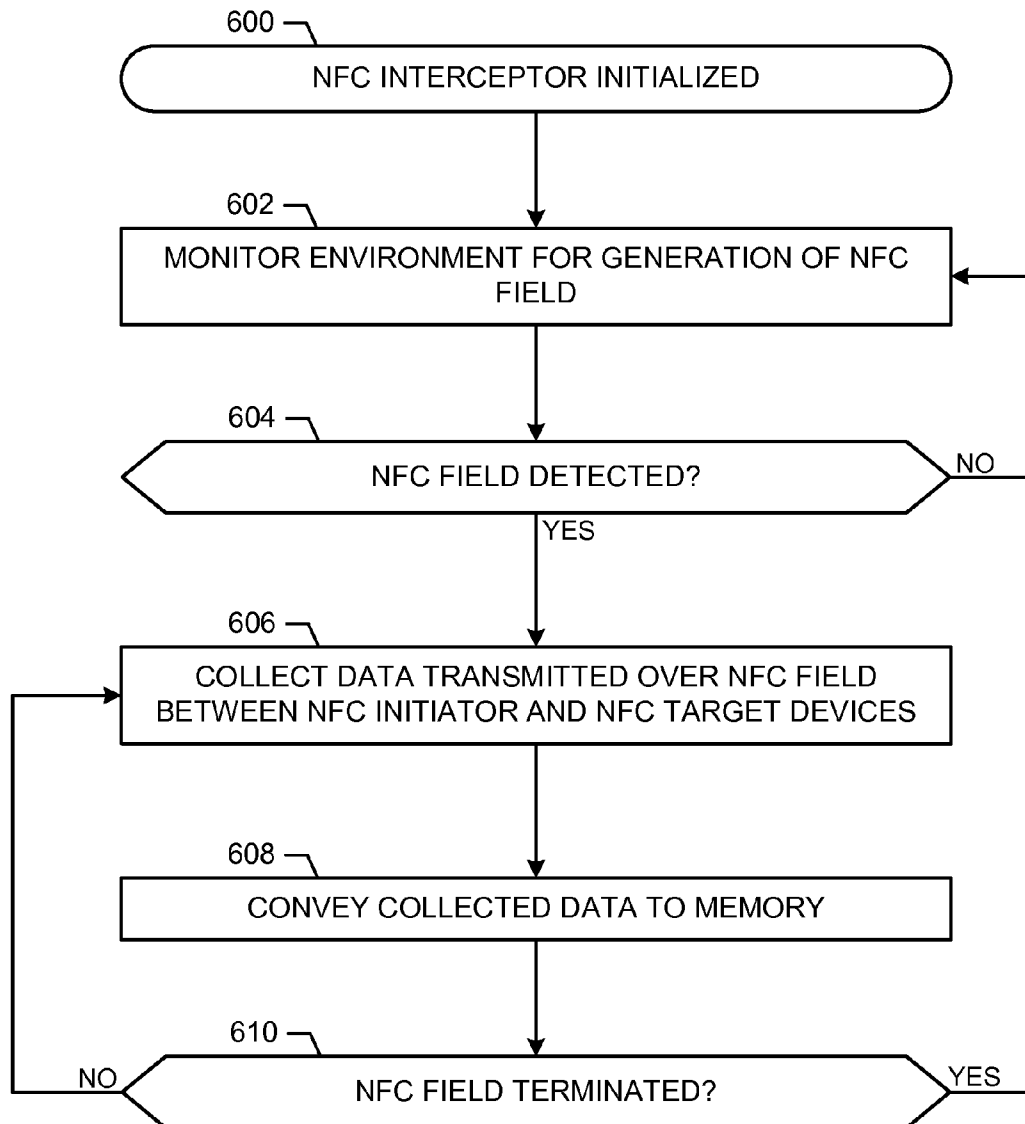 600
NFC INTERCEPTOR INITIALIZED
602
MONITOR ENVIRONMENT FOR GENERATION OF NFC
FIELD
604
NFC FIELD DETECTED?
NO
YES
606
COLLECT DATA TRANSMITTED OVER NFC FIELD
BETWEEN NFC INITIATOR AND NFC TARGET DEVICES
608
CONVEY COLLECTED DATA TO MEMORY
610
NO
NFC FIELD TERMINATED?
YES